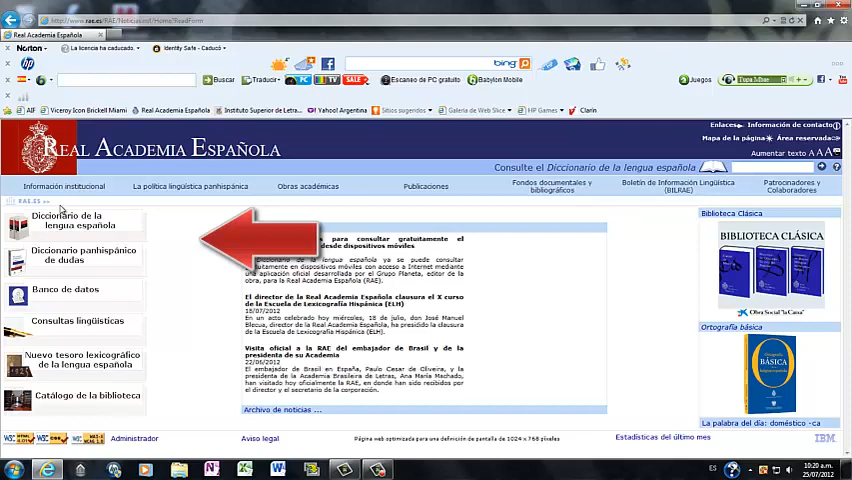 http://www.rae.es/RAE/Noticias.nsf/Home?ReadForm
Real Academia Española
Norton
La licencia ha caducado.
Identity Safe - Caducó
bing
Buscar
Traducir
PC
TV
SALE
Escaneo de PC gratuito
Babylon Mobile
Juegos
AIF
Viceroy Icon Brickell Miami
Real Academia Española
Instituto Superior de Letra...
Yahoo! Argentina
Sitios sugeridos
Galería de Web Slice
HP Games
Clarín
Enlaces
Información de contacto
Mapa de la página
Área reservada
REAL ACADEMIA ESPAÑOLA
Aumentar texto A A A
Consulte el Diccionario de la lengua española
Información institucional
La política lingüística panhispánica
Obras académicas
Publicaciones
Fondos documentales y
bibliográficos
Boletín de Información Lingüística
(BILRAE)
Patrocinadores y
Colaboradores
RAE.ES >>
Diccionario de la
lengua española
Diccionario panhispánico
de dudas
Banco de datos
Consultas lingüísticas
Nuevo tesoro lexicográfico
de la lengua española
Catálogo de la biblioteca
para consultar gratuitamente el
desde dispositivos móviles
de la lengua española ya se puede consultar
gratuitamente en dispositivos móviles con acceso a Internet mediante
una aplicación oficial desarrollada por el Grupo Planeta, editor de la
obra, para la Real Academia Española (RAE).
El director de la Real Academia Española clausura el X curso
de la Escuela de Lexicografía Hispánica (ELH)
18/07/2012
En un acto celebrado hoy miércoles, 18 de julio, don José Manuel
Blecua, director de la Real Academia Española, ha presidido la clausura
de la Escuela de Lexicografía Hispánica (ELH).
Visita oficial a la RAE del embajador de Brasil y de la
presidenta de su Academia
22/06/2012
El embajador de Brasil en España, Paulo Cesar de Oliveira, y la
presidenta de la Academia Brasileira de Letras, Ana María Machado,
han visitado hoy oficialmente la RAE, en donde han sido recibidos por
el director y el secretario de la corporación.
Archivo de noticias ...
Biblioteca Clásica
BIBLIOTECA CLÁSICA
Obra Social "la Caixa"
Ortografía básica
Ortografía
BÁSICA
La palabra del día: doméstico -ca
Administrador
Aviso legal
Página web optimizada para una definición de pantalla de 1024 x 768 píxeles
Estadísticas del último mes
IBM
ES
10:20 a.m.
25/07/2012